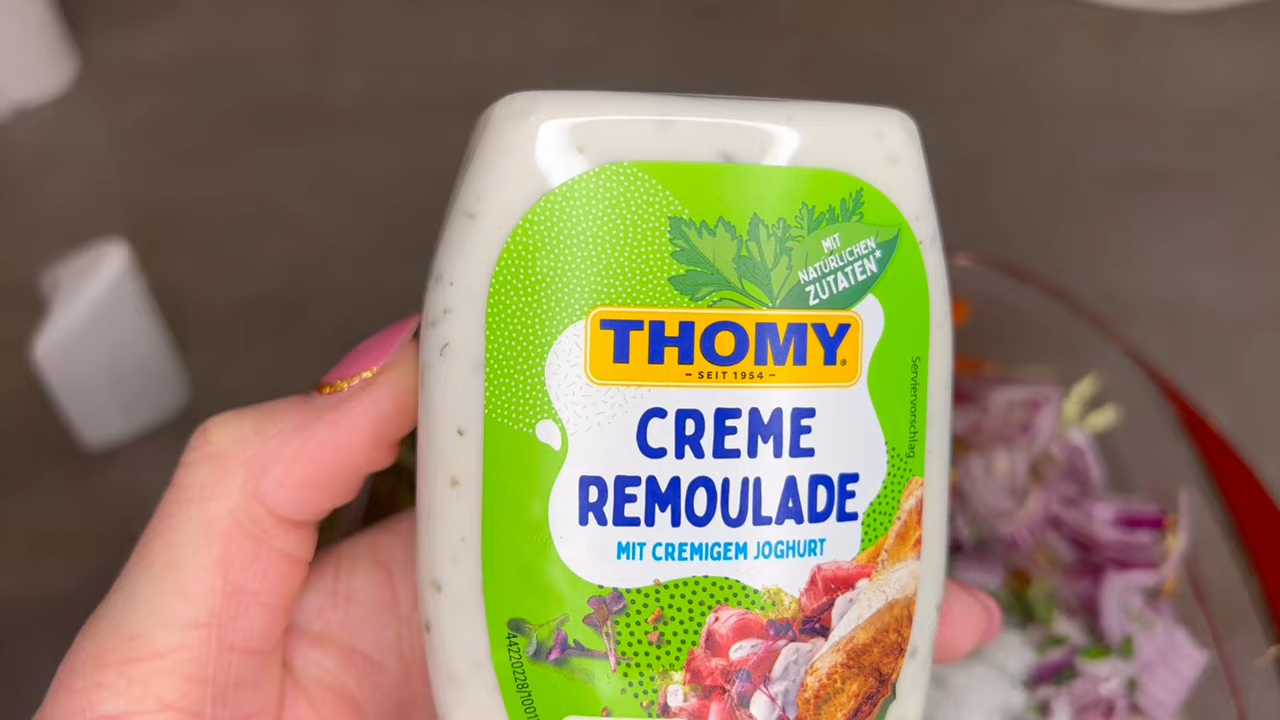 MIT
NATÜRLICHEN
ZUTATEN*
THOMY®
- SEIT 1954 -
CREME
REMOULADE
MIT CREMIGEM JOGHURT
Serviervorschlag